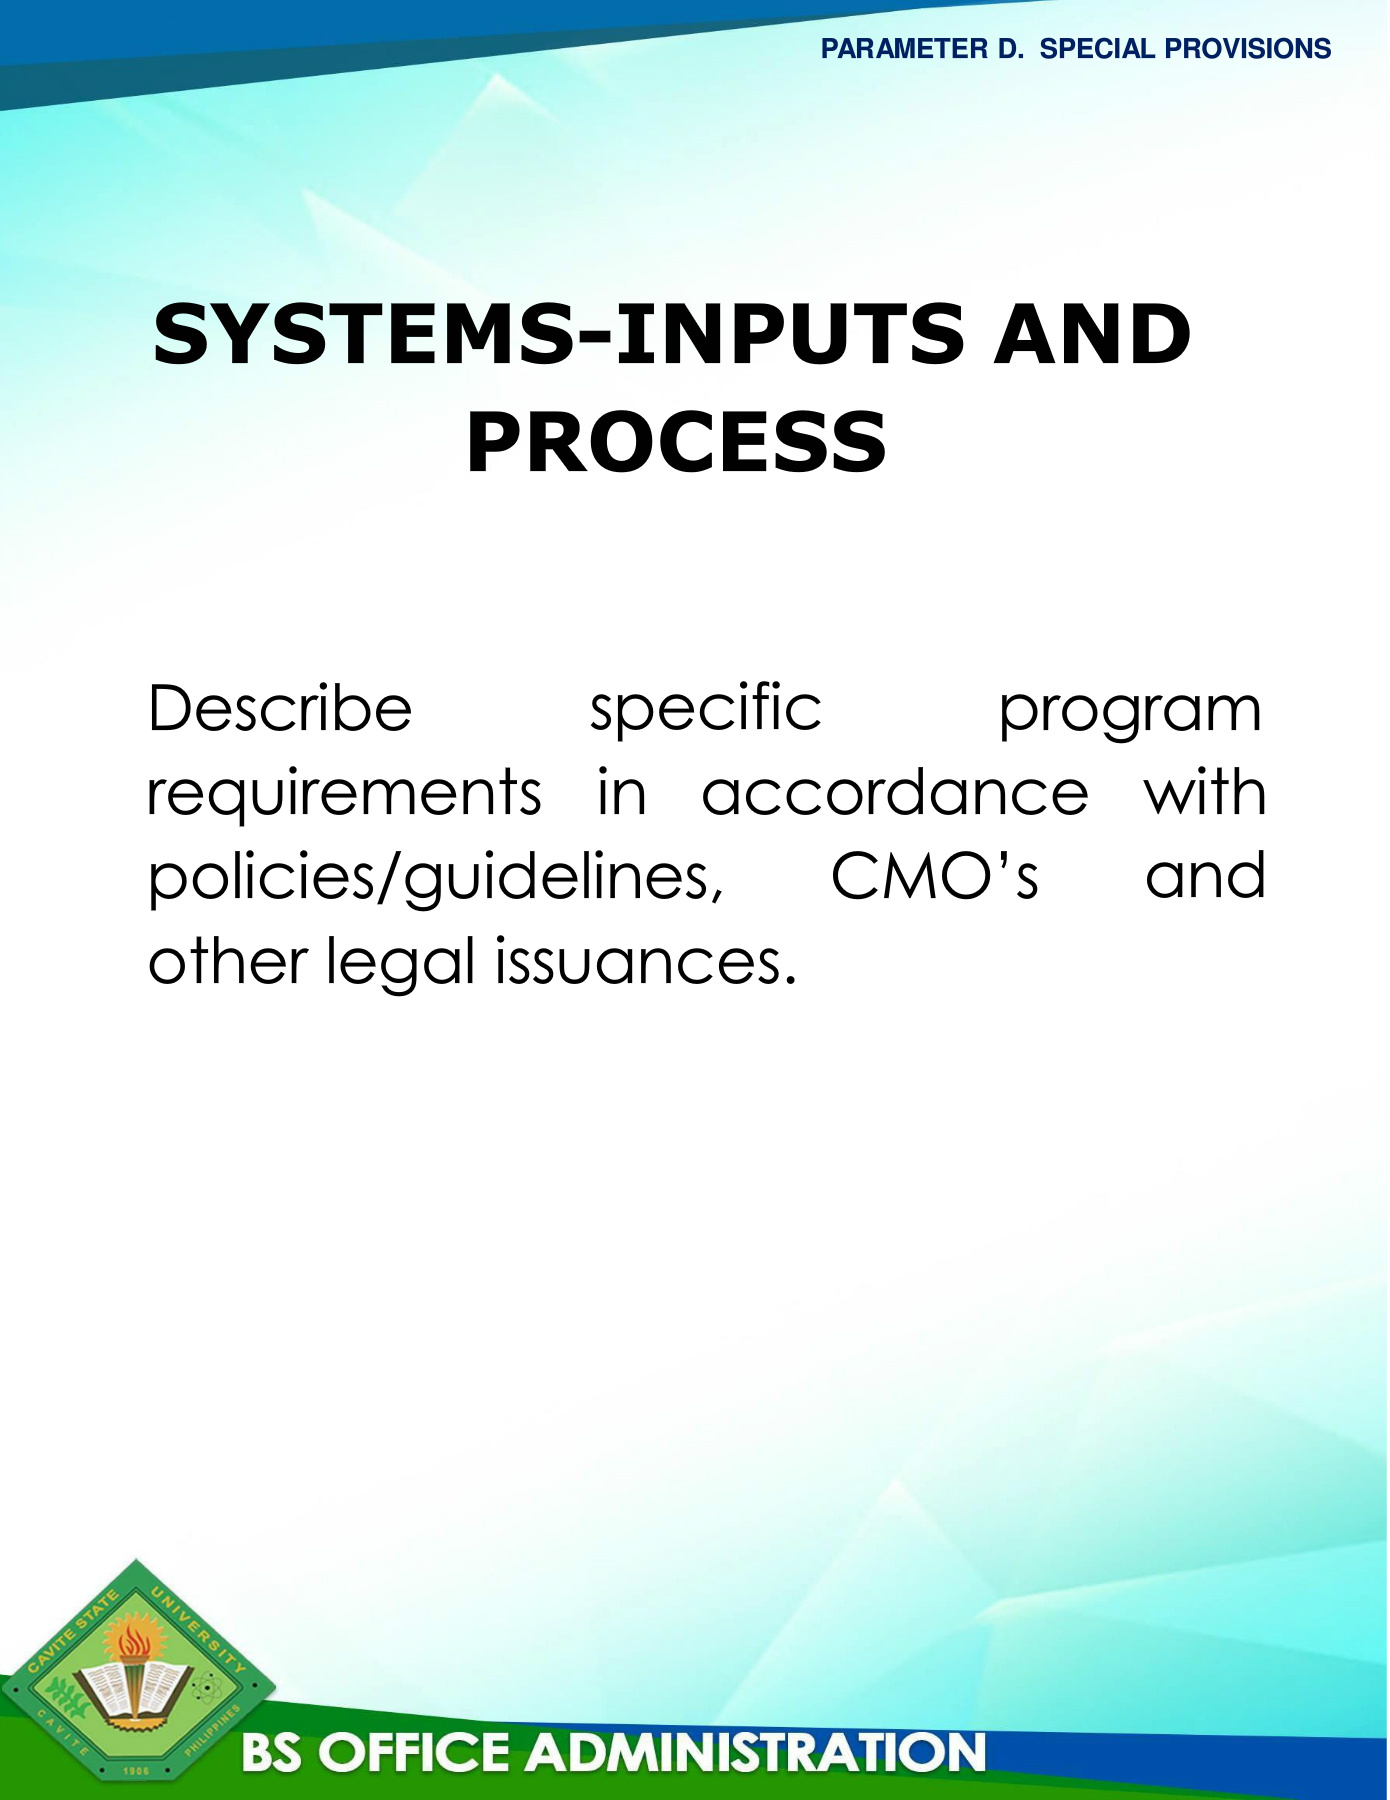 PARAMETER D. SPECIAL PROVISIONS
SYSTEMS-INPUTS AND
PROCESS
Describe specific program
requirements in accordance with
policies/guidelines, CMO’s and
other legal issuances.
CAVITE STATE UNIVERSITY
CAVITE PHILIPPINES
1906
BS OFFICE ADMINISTRATION